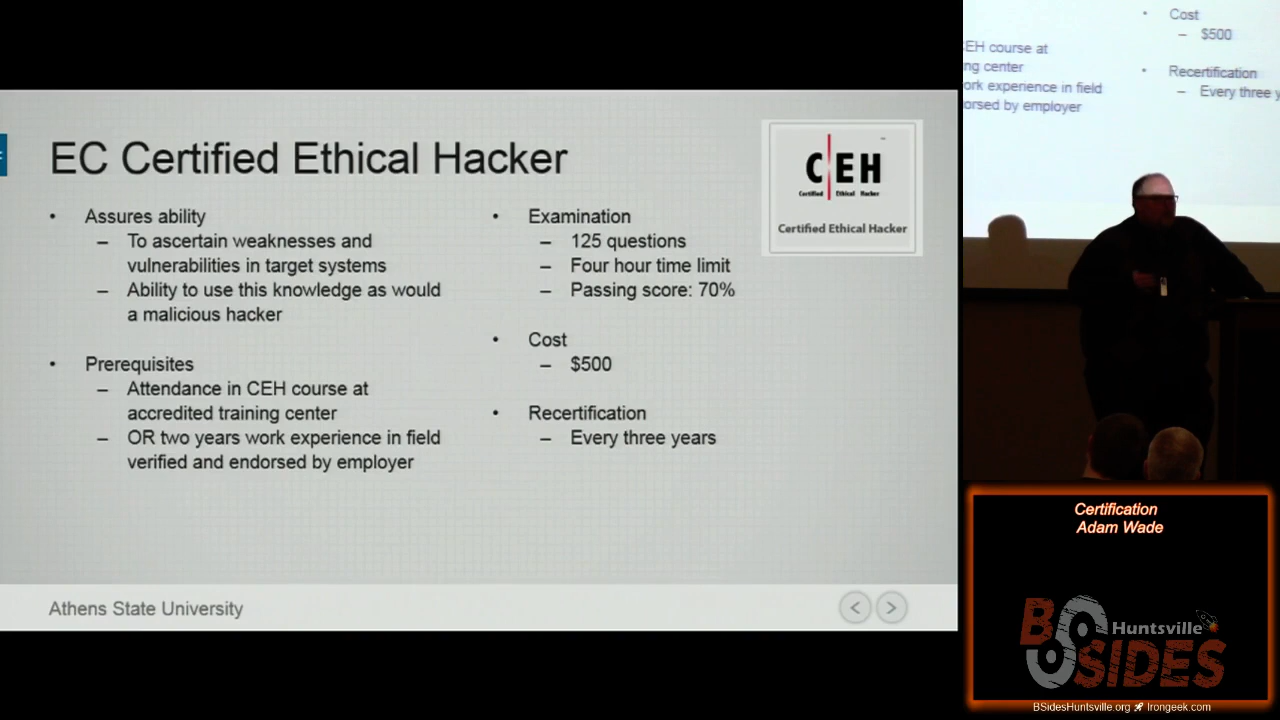 EC Certified Ethical Hacker
• Assures ability
– To ascertain weaknesses and
vulnerabilities in target systems
– Ability to use this knowledge as would
a malicious hacker
• Prerequisites
– Attendance in CEH course at
accredited training center
– OR two years work experience in field
verified and endorsed by employer
• Examination
– 125 questions
– Four hour time limit
– Passing score: 70%
• Cost
– $500
• Recertification
– Every three years
CEH
Certified Ethical Hacker
Certified Ethical Hacker
Athens State University
< >
EH course at
ng center
ork experience in field
orsed by employer
• Cost
– $500
• Recertification
– Every three y
Certification
Adam Wade
BSIDES
Huntsville
BSidesHuntsville.org Irongeek.com